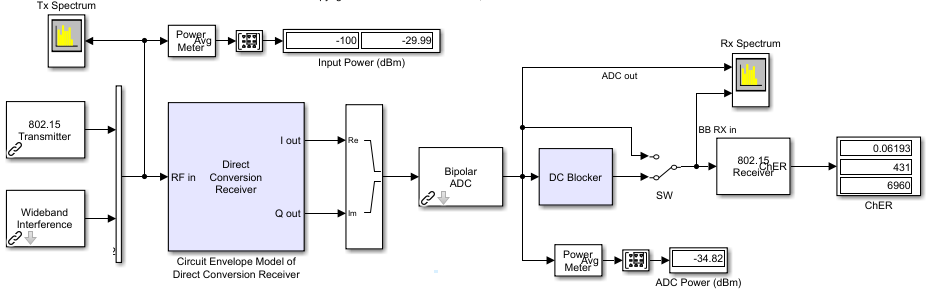 Tx Spectrum
Power
Meter
Avg
-100
-29.99
Input Power (dBm)
Rx Spectrum
ADC out
802.15
Transmitter
I out
Re
BB RX in
RF in
Direct
Conversion
Receiver
Bipolar
ADC
DC Blocker
SW
802.15
Receiver
ChER
0.06193
431
6960
ChER
Wideband
Interference
Q out
Im
Circuit Envelope Model of
Direct Conversion Receiver
Power
Meter
Avg
-34.82
ADC Power (dBm)